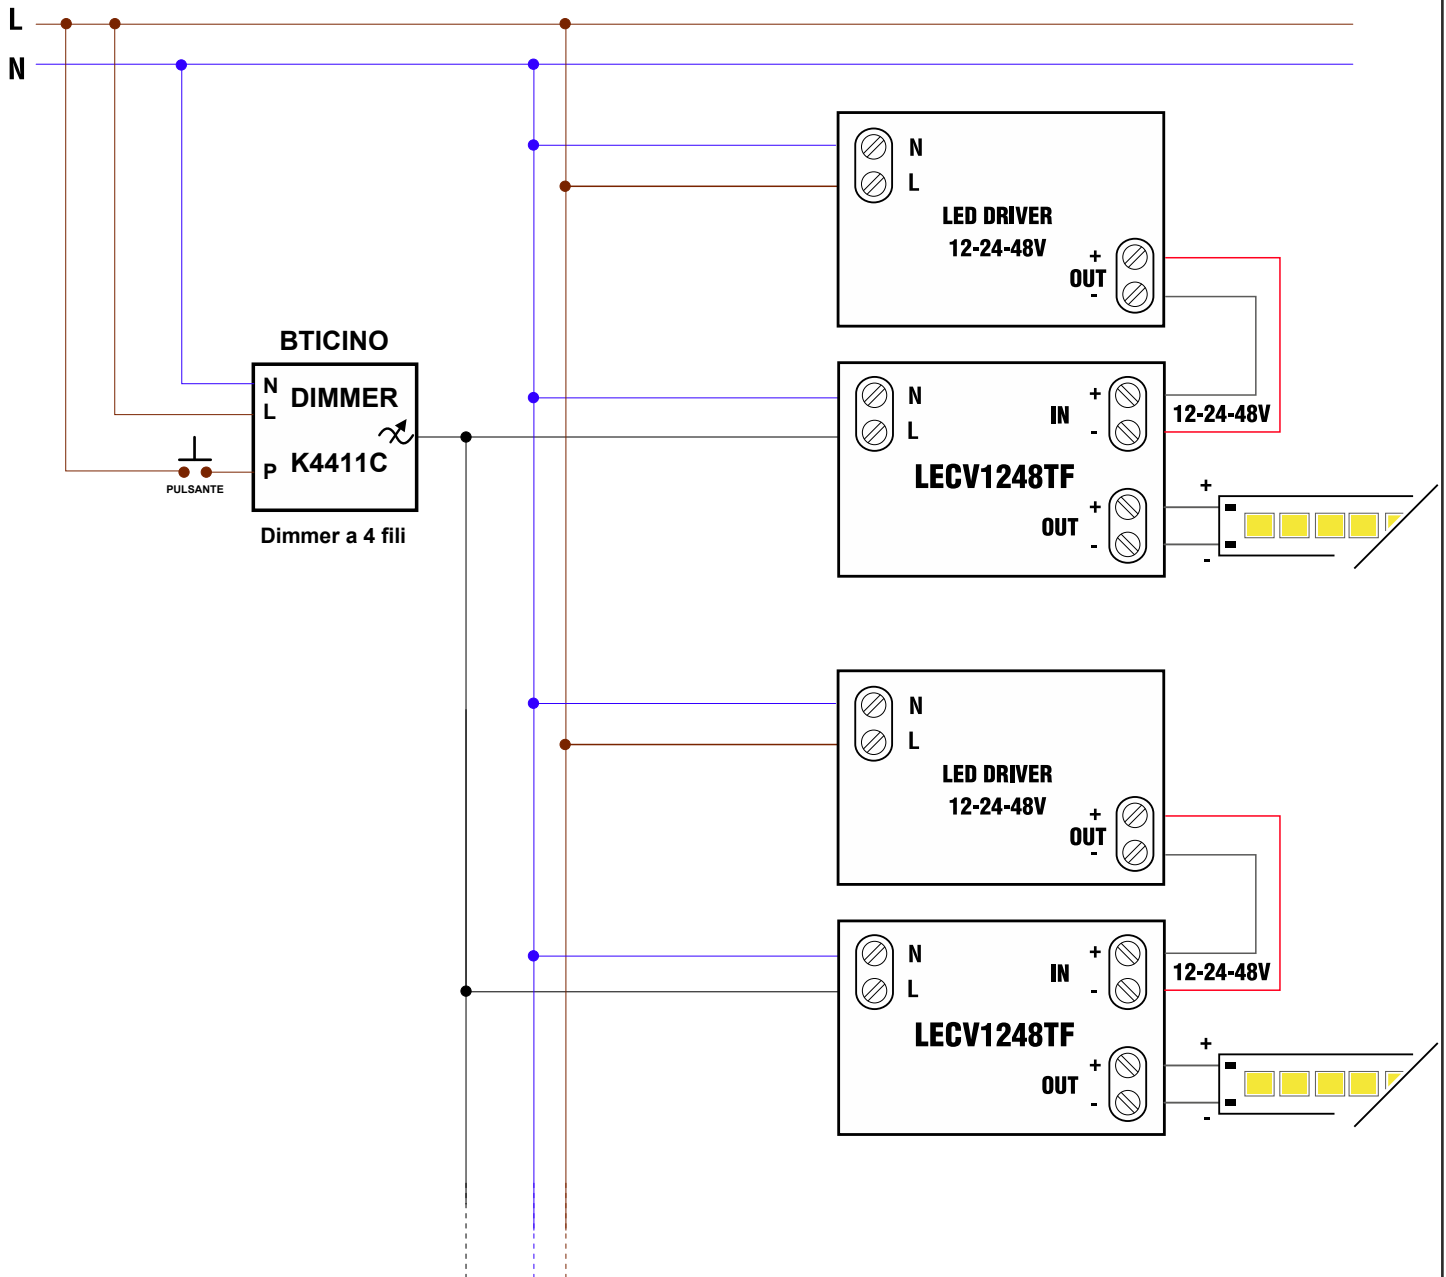 L
N
N
L
LED DRIVER
12-24-48V
+
OUT
-
BTICINO
N
DIMMER
L
P
K4411C
PULSANTE
Dimmer a 4 fili
N
L
+
IN
-
12-24-48V
LECV1248TF
+
OUT
-
+
-
N
L
LED DRIVER
12-24-48V
+
OUT
-
N
L
+
IN
-
12-24-48V
LECV1248TF
+
OUT
-
+
-